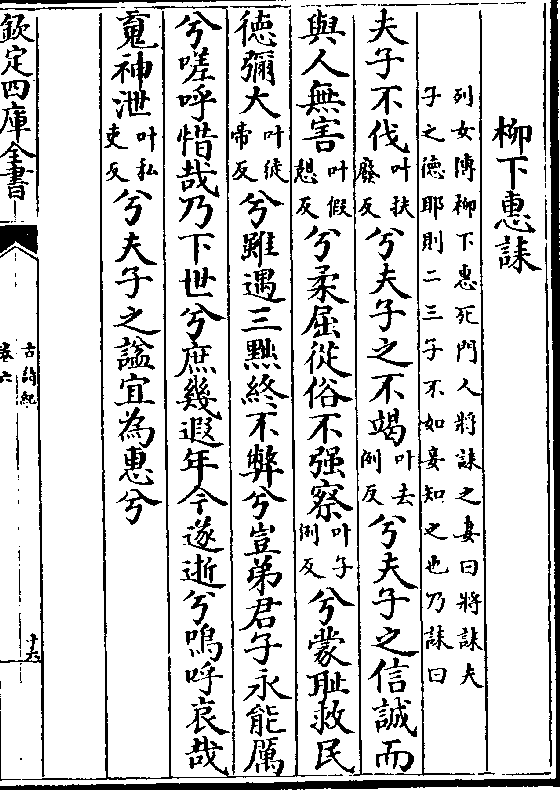 柳下惠誄
列女傳柳下惠死門人將誄之妻曰將誄夫
子之德耶則二三子不如妾知之也乃誄曰
夫子不伐叶扶廢反兮夫子之不竭叶去例反兮夫子之信誠而
與人無害叶假憩反兮柔屈從俗不强察叶子例反兮蒙耻救民
德彌大叶徒帝反兮雖遇三黜終不弊兮豈弟君子永能厲
兮嗟呼惜哉乃下世兮庶幾遐年今遂逝兮嗚呼哀哉
䰟神泄叶私吏反兮夫子之諡宜為惠兮
欽定四庫全書
古詩紀
卷六
十六